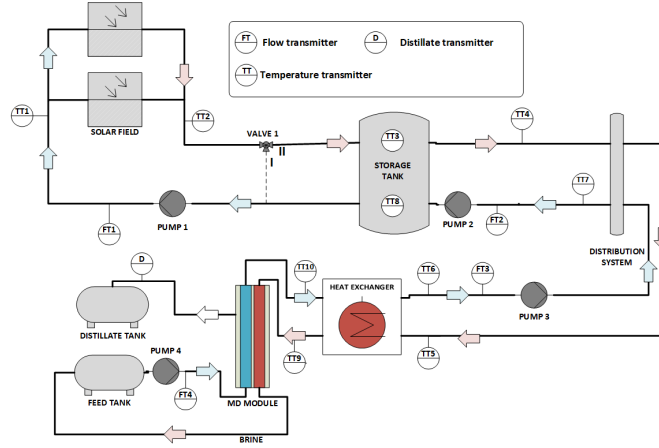 FT Flow transmitter
D Distillate transmitter
TT Temperature transmitter
TT1
SOLAR FIELD
TT2
VALVE 1
I
II
TT3
STORAGE
TANK
TT8
TT4
TT7
FT1
PUMP 1
PUMP 2
FT2
DISTRIBUTION
SYSTEM
D
DISTILLATE TANK
TT10
HEAT EXCHANGER
TT6
FT3
PUMP 3
TT9
TT5
PUMP 4
FEED TANK
FT4
MD MODULE
BRINE